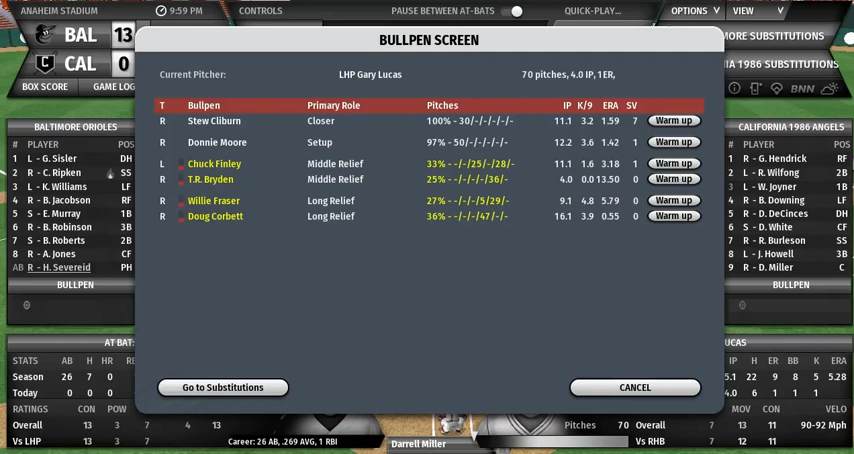 ANAHEIM STADIUM 9:59 PM CONTROLS PAUSE BETWEEN AT-BATS QUICK-PLAY... OPTIONS VIEW
BAL 13
CAL 0
MORE SUBSTITUTIONS
IA 1986 SUBSTITUTIONS
BOX SCORE GAME LOG
BNN
BULLPEN SCREEN
Current Pitcher: LHP Gary Lucas 70 pitches, 4.0 IP, 1 ER,
T Bullpen Primary Role Pitches IP K/9 ERA SV
R Stew Cliburn Closer 100% - 30/-/-/-/-/- 11.1 3.2 1.59 7 Warm up
R Donnie Moore Setup 97% - 50/-/-/-/-/- 12.2 3.6 1.42 1 Warm up
L Chuck Finley Middle Relief 33% - -/-/25/-/28/- 11.1 1.6 3.18 1 Warm up
R T.R. Bryden Middle Relief 25% - -/-/-/-/36/- 4.0 0.0 13.50 0 Warm up
R Willie Fraser Long Relief 27% - -/-/-/5/29/- 9.1 4.8 5.79 0 Warm up
R Doug Corbett Long Relief 36% - -/-/-/47/-/- 16.1 3.9 0.55 0 Warm up
Go to Substitutions CANCEL
BALTIMORE ORIOLES
# PLAYER POS
1 L - G. Sisler DH
2 R - C. Ripken SS
3 L - K. Williams LF
4 R - B. Jacobson RF
5 S - E. Murray 1B
6 R - B. Robinson 3B
7 S - B. Roberts 2B
8 L - A. Jones CF
AB R - H. Severeid PH
BULLPEN
CALIFORNIA 1986 ANGELS
# PLAYER POS
1 R - G. Hendrick RF
2 L - R. Wilfong 2B
3 L - W. Joyner 1B
4 R - B. Downing LF
5 R - D. DeCinces DH
6 S - D. White CF
7 R - R. Burleson SS
8 L - J. Howell 3B
9 R - D. Miller C
BULLPEN
AT BAT:
STATS AB H HR
Season 26 7 0
Today 0 0 0
RATINGS CON POW
Overall 13 3 7 4 13
Vs LHP 13 3 7
Career: 26 AB, .269 AVG, 1 RBI
Darrell Miller
LUCAS
IP H ER BB K ERA
5.1 22 9 8 5 5.28
4.0 6 1 1 1
MOV CON VELO
Pitches 70 Overall 7 13 11 90-92 Mph
Vs RHB 7 12 11